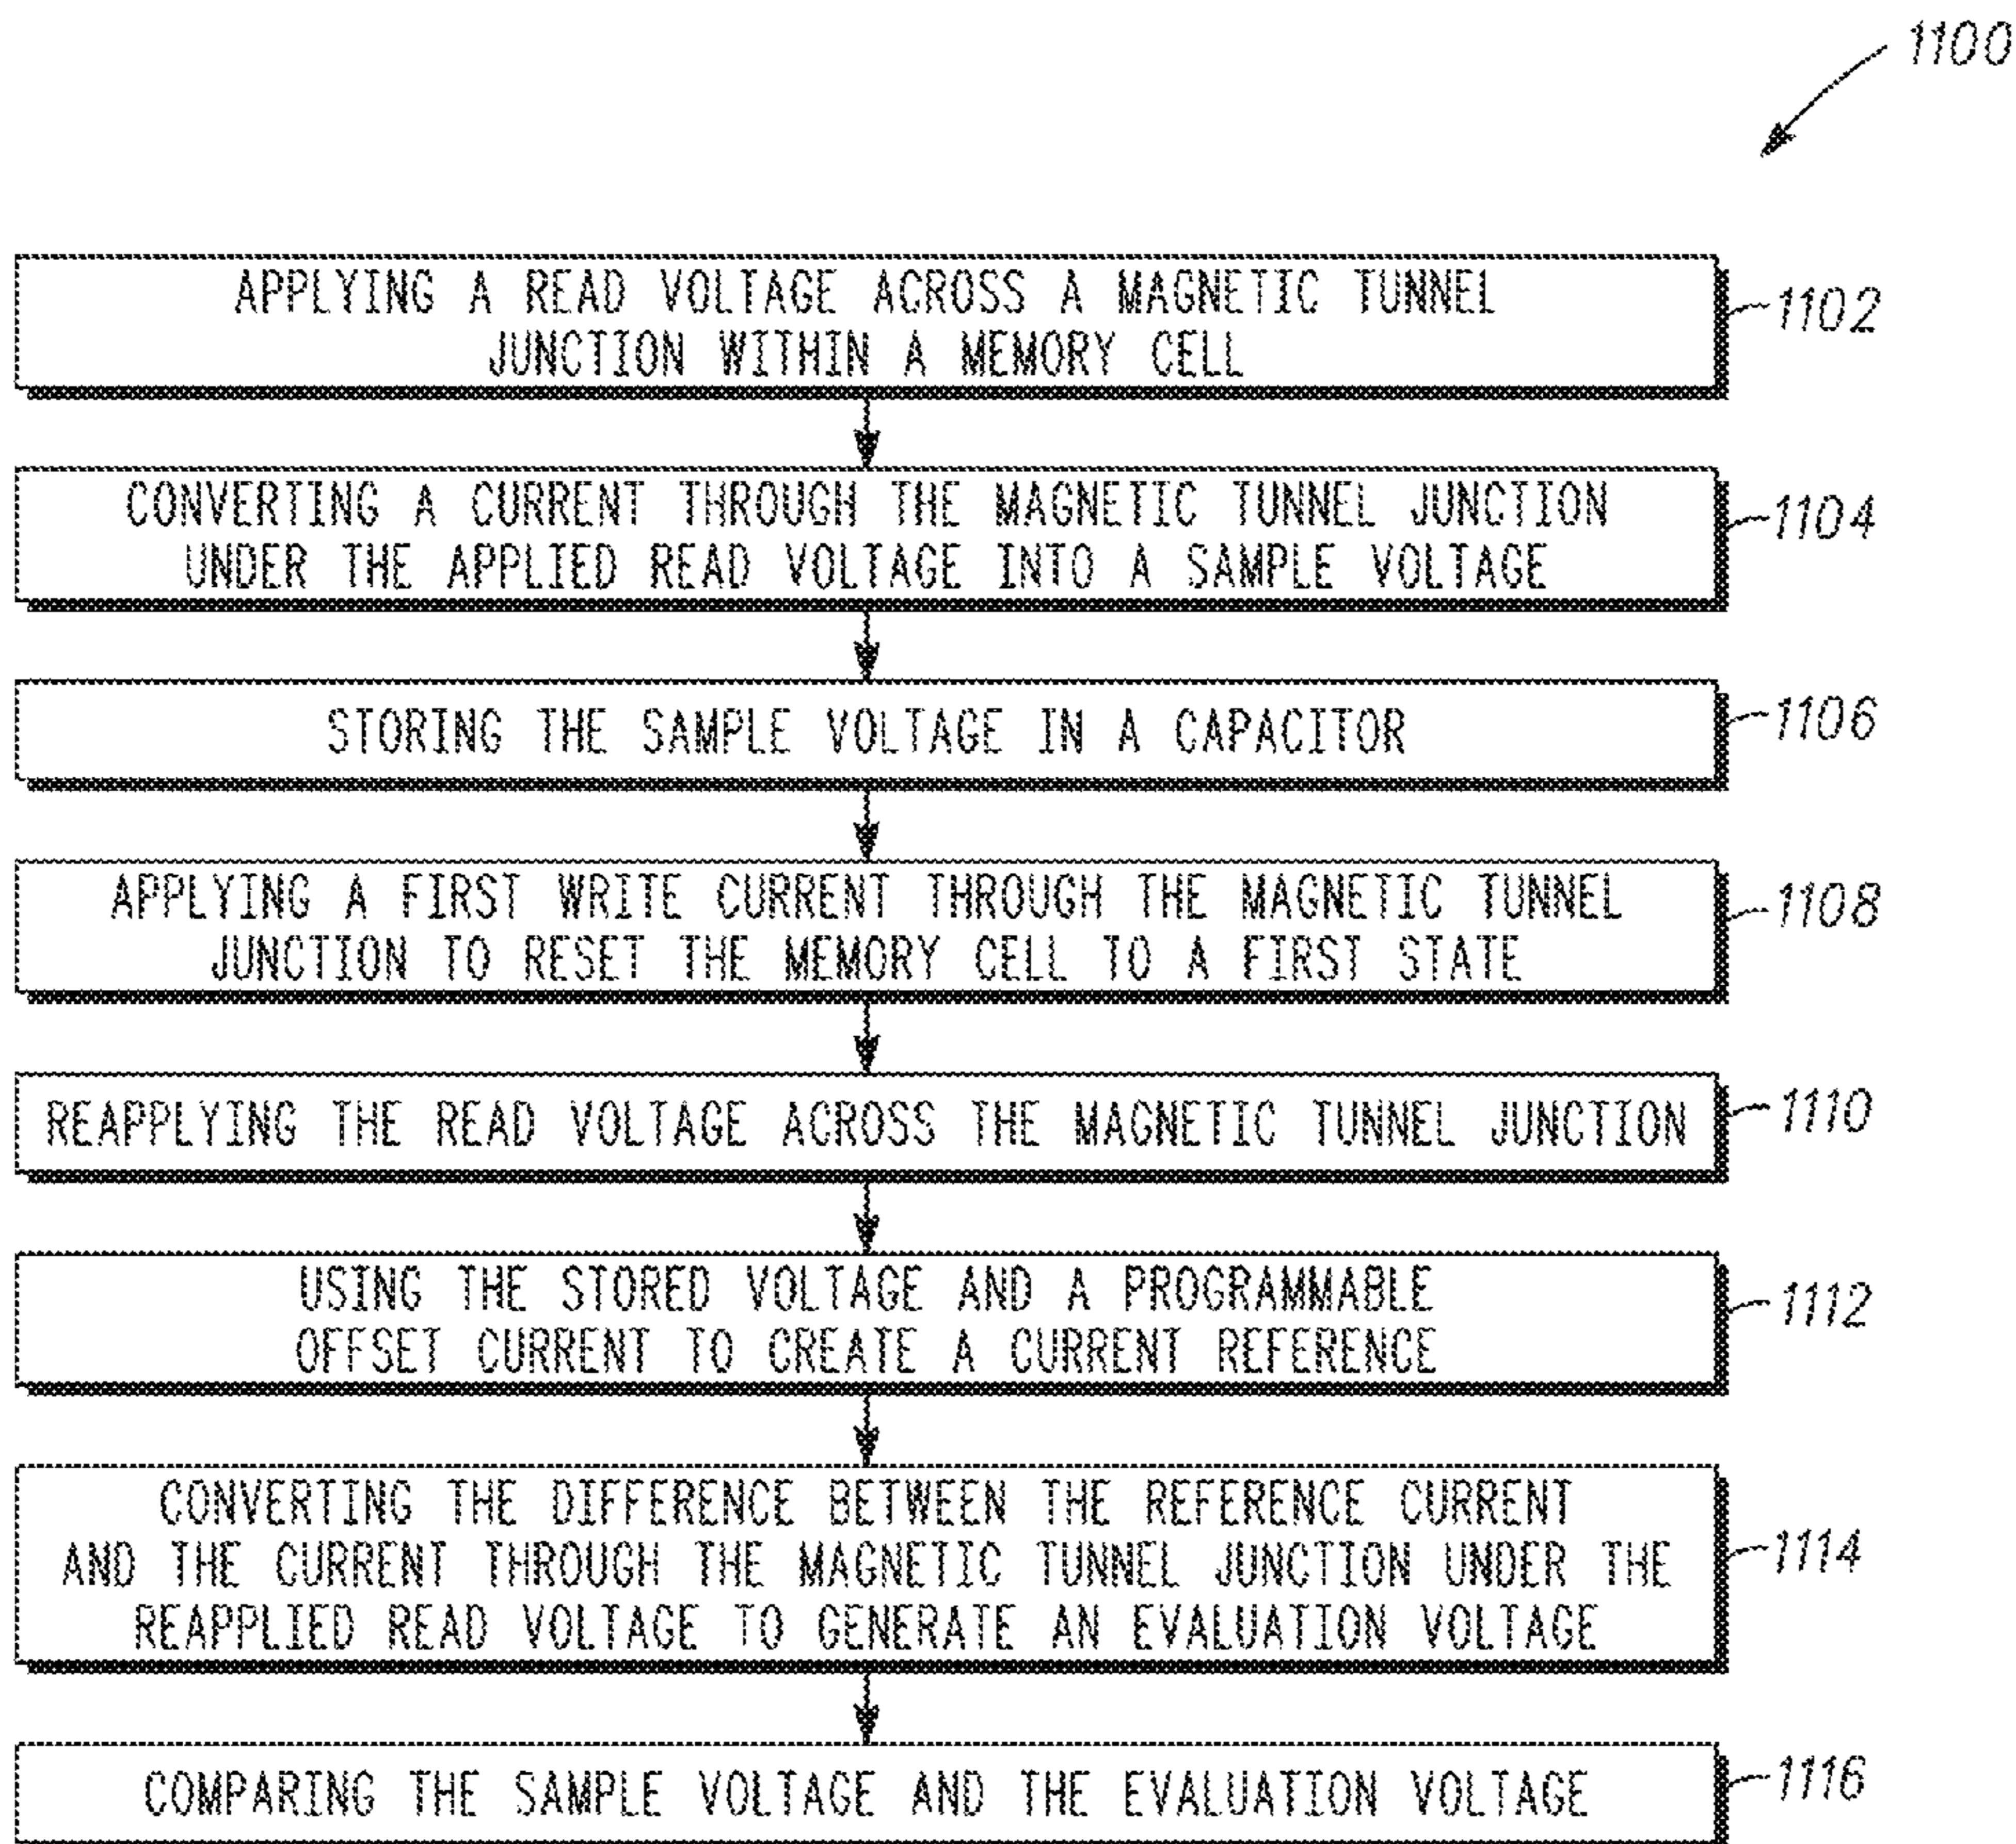 1100
APPLYING A READ VOLTAGE ACROSS A MAGNETIC TUNNEL
JUNCTION WITHIN A MEMORY CELL
1102
CONVERTING A CURRENT THROUGH THE MAGNETIC TUNNEL JUNCTION
UNDER THE APPLIED READ VOLTAGE INTO A SAMPLE VOLTAGE
1104
STORING THE SAMPLE VOLTAGE IN A CAPACITOR
1106
APPLYING A FIRST WRITE CURRENT THROUGH THE MAGNETIC TUNNEL
JUNCTION TO RESET THE MEMORY CELL TO A FIRST STATE
1108
REAPPLYING THE READ VOLTAGE ACROSS THE MAGNETIC TUNNEL JUNCTION
1110
USING THE STORED VOLTAGE AND A PROGRAMMABLE
OFFSET CURRENT TO CREATE A CURRENT REFERENCE
1112
CONVERTING THE DIFFERENCE BETWEEN THE REFERENCE CURRENT
AND THE CURRENT THROUGH THE MAGNETIC TUNNEL JUNCTION UNDER THE
REAPPLIED READ VOLTAGE TO GENERATE AN EVALUATION VOLTAGE
1114
COMPARING THE SAMPLE VOLTAGE AND THE EVALUATION VOLTAGE
1116